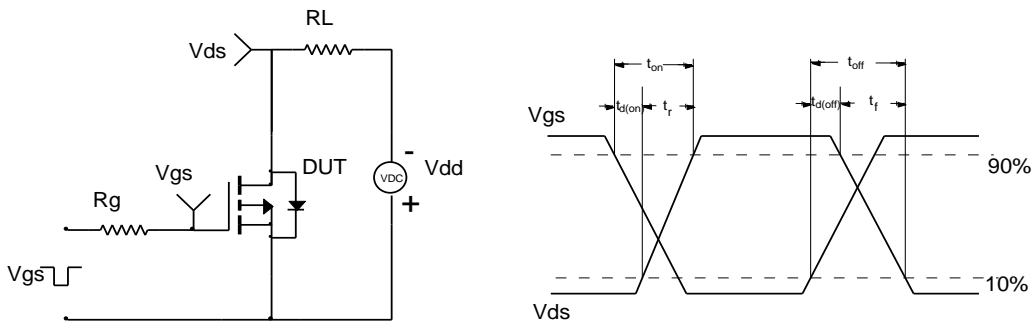 RL
Vds
Vgs
DUT
Rg
VDC
-
+
Vdd
Vgs
ton
toff
td(on)
tr
td(off)
tf
Vgs
90%
10%
Vds